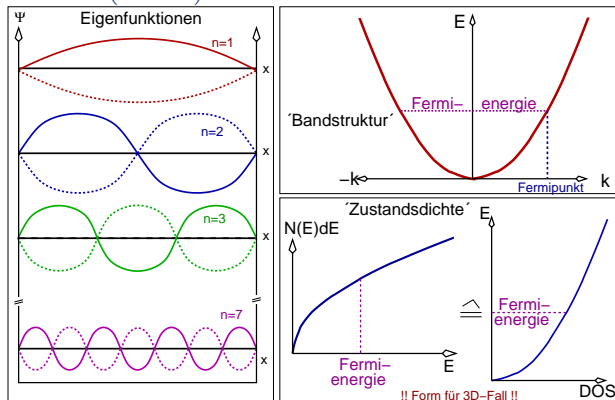 Ψ
Eigenfunktionen
n=1
x
n=2
x
n=3
x
n=7
x
E
´Bandstruktur´
Fermi−
energie
−k
Fermipunkt
k
´Zustandsdichte´
N(E)dE
E
Fermi−
energie
E
≙
Fermi−
energie
DOS
!! Form für 3D−Fall !!